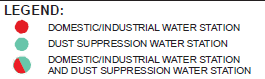 LEGEND:
DOMESTIC/INDUSTRIAL WATER STATION
DUST SUPPRESSION WATER STATION
DOMESTIC/INDUSTRIAL WATER STATION
AND DUST SUPPRESSION WATER STATION